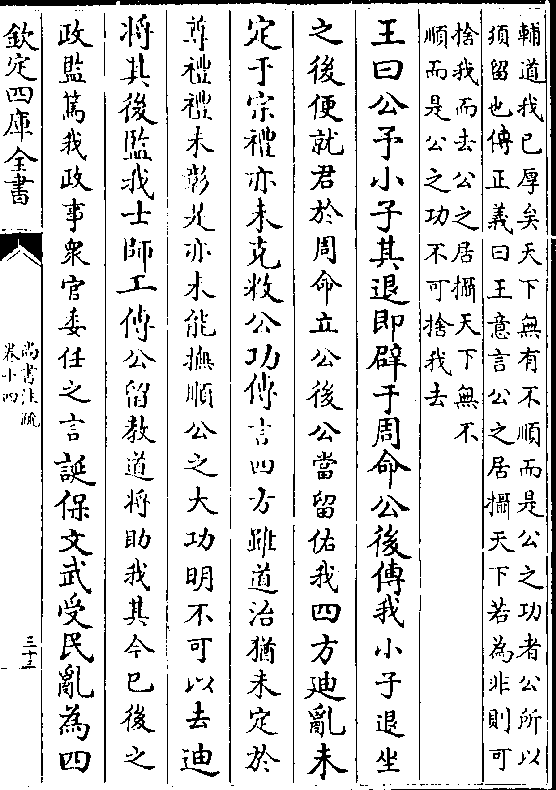 輔道我已厚矣天下無有不順而是公之功者公所以
須留也傳正義曰王意言公之居攝天下若為非則可
捨我而去公之居攝天下無不
順而是公之功不可捨我去
王曰公予小子其退即辟于周命公後傳我小子退坐
之後便就君於周命立公後公當留佑我四方迪亂未
定于宗禮亦未克敉公功傳言四方雖道治猶未定於
尊禮禮未彰是亦未能撫順公之大功明不可以去迪
将其後監我士師工傳公留教道将助我其今已後之
政監篤我政事衆官委任之言誕保文武受民亂為四
欽定四庫全書
尚書注疏
卷十四
三十三